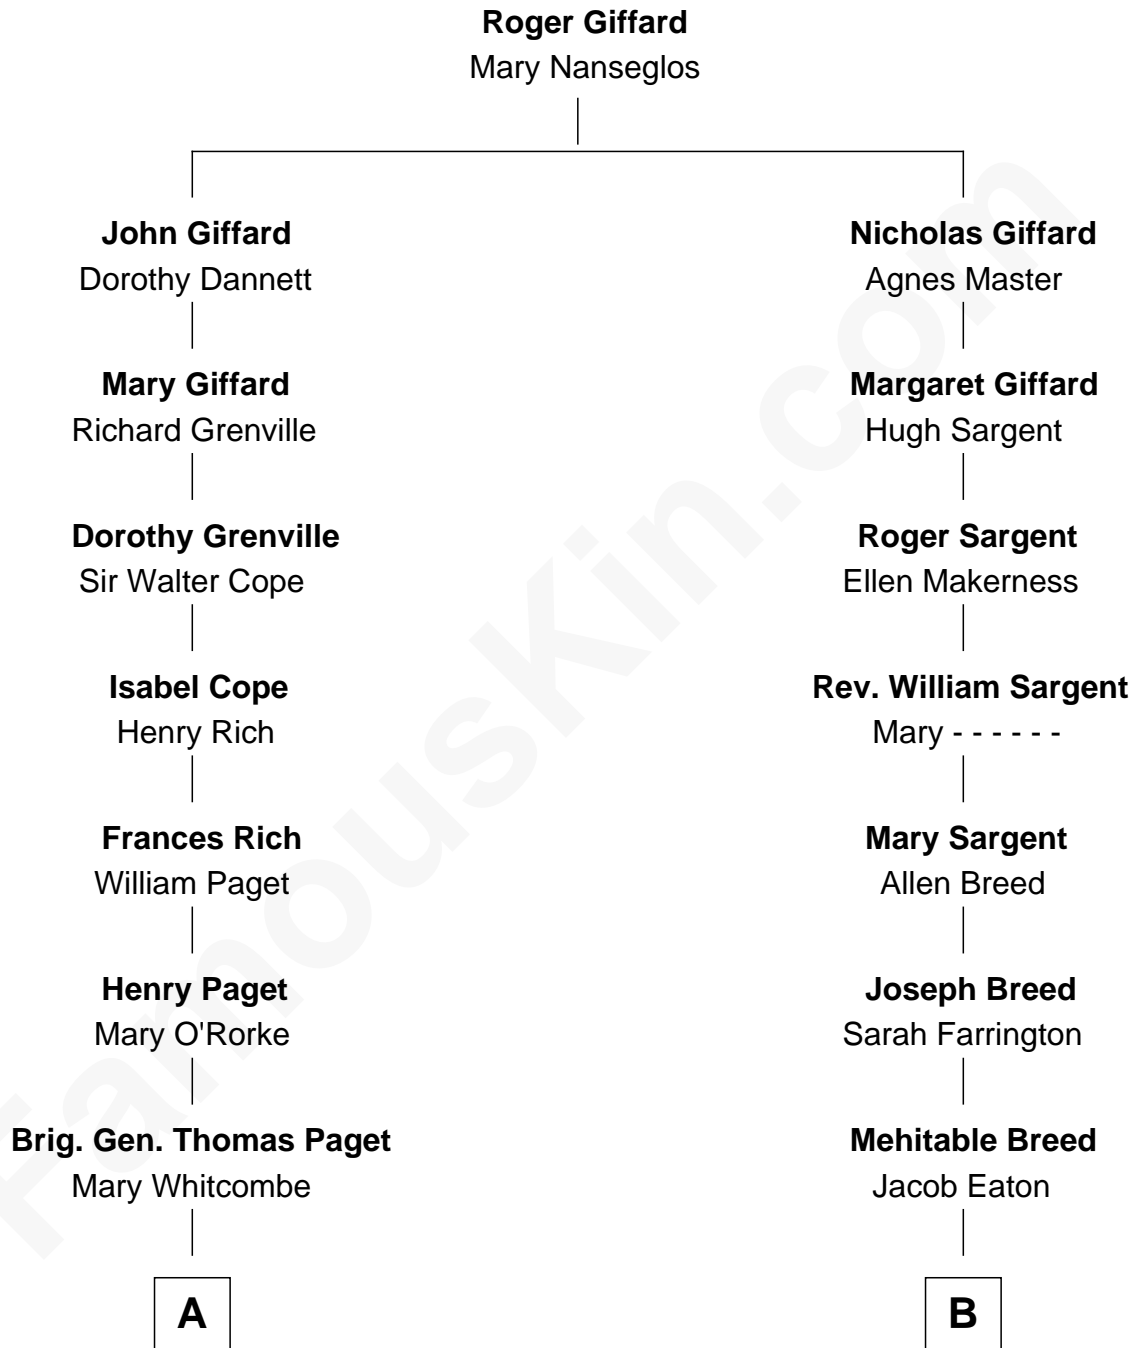 Roger Giffard
Mary Nanseglos
John Giffard
Dorothy Dannett
Nicholas Giffard
Agnes Master
Mary Giffard
Richard Grenville
Margaret Giffard
Hugh Sargent
Dorothy Grenville
Sir Walter Cope
Roger Sargent
Ellen Makerness
Isabel Cope
Henry Rich
Rev. William Sargent
Mary - - - - - -
Frances Rich
William Paget
Mary Sargent
Allen Breed
Henry Paget
Mary O'Rorke
Joseph Breed
Sarah Farrington
Brig. Gen. Thomas Paget
Mary Whitcombe
Mehitable Breed
Jacob Eaton
A
B
FamousKin.com